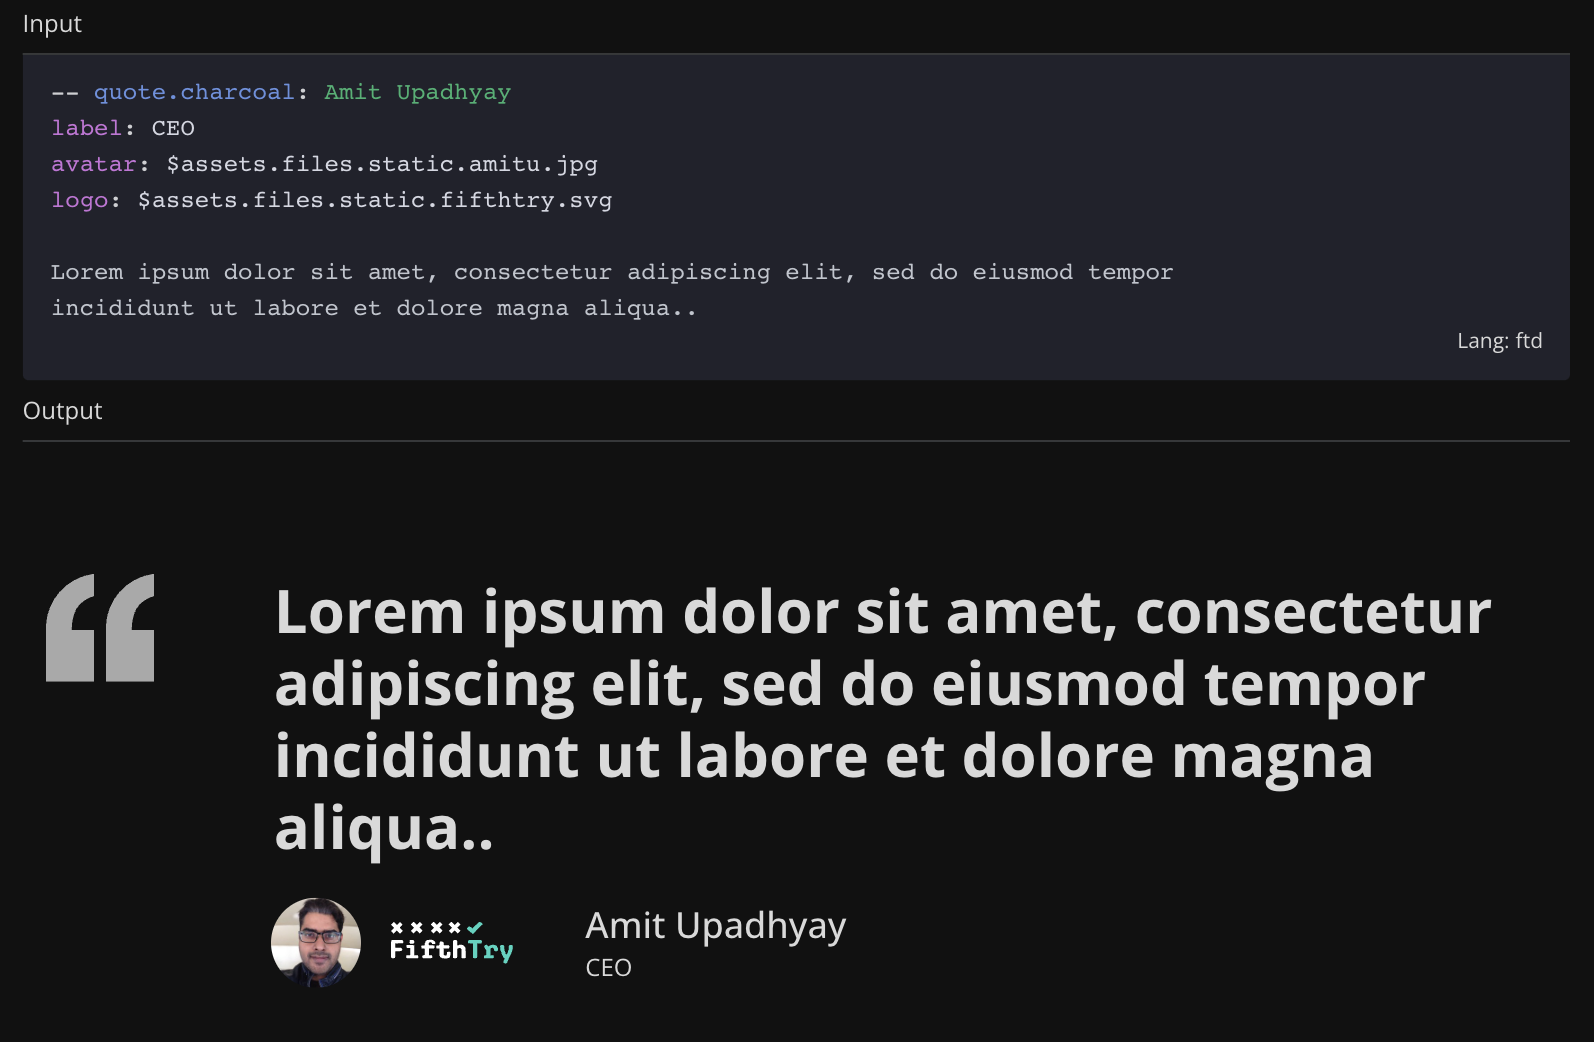 Input
-- quote.charcoal: Amit Upadhyay
label: CEO
avatar: $assets.files.static.amitu.jpg
logo: $assets.files.static.fifthtry.svg
Lorem ipsum dolor sit amet, consectetur adipiscing elit, sed do eiusmod tempor
incididunt ut labore et dolore magna aliqua..
Lang: ftd
Output
Lorem ipsum dolor sit amet, consectetur
adipiscing elit, sed do eiusmod tempor
incididunt ut labore et dolore magna
aliqua..
FifthTry
Amit Upadhyay
CEO